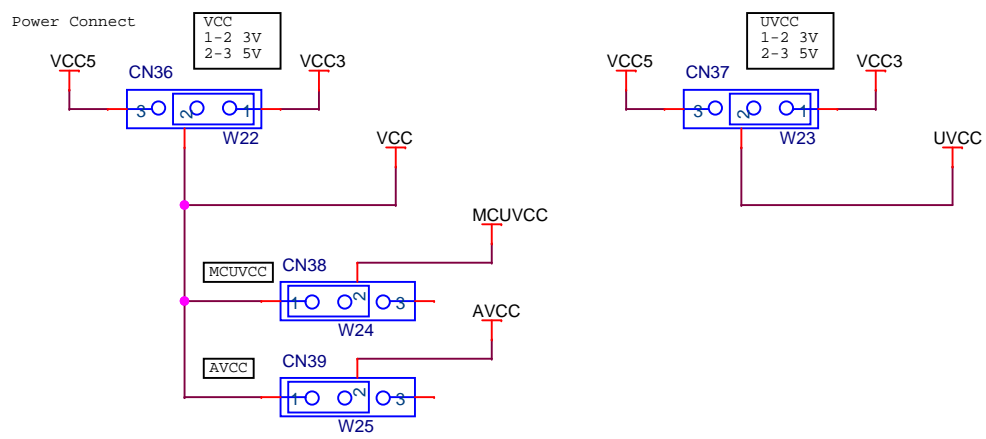 Power Connect
VCC
1-2 3V
2-3 5V
VCC5
VCC3
CN36
3 2 1
W22
VCC
UVCC
1-2 3V
2-3 5V
VCC5
VCC3
CN37
3 2 1
W23
UVCC
MCUVCC
MCUVCC
CN38
1 2 3
W24
AVCC
AVCC
CN39
1 2 3
W25